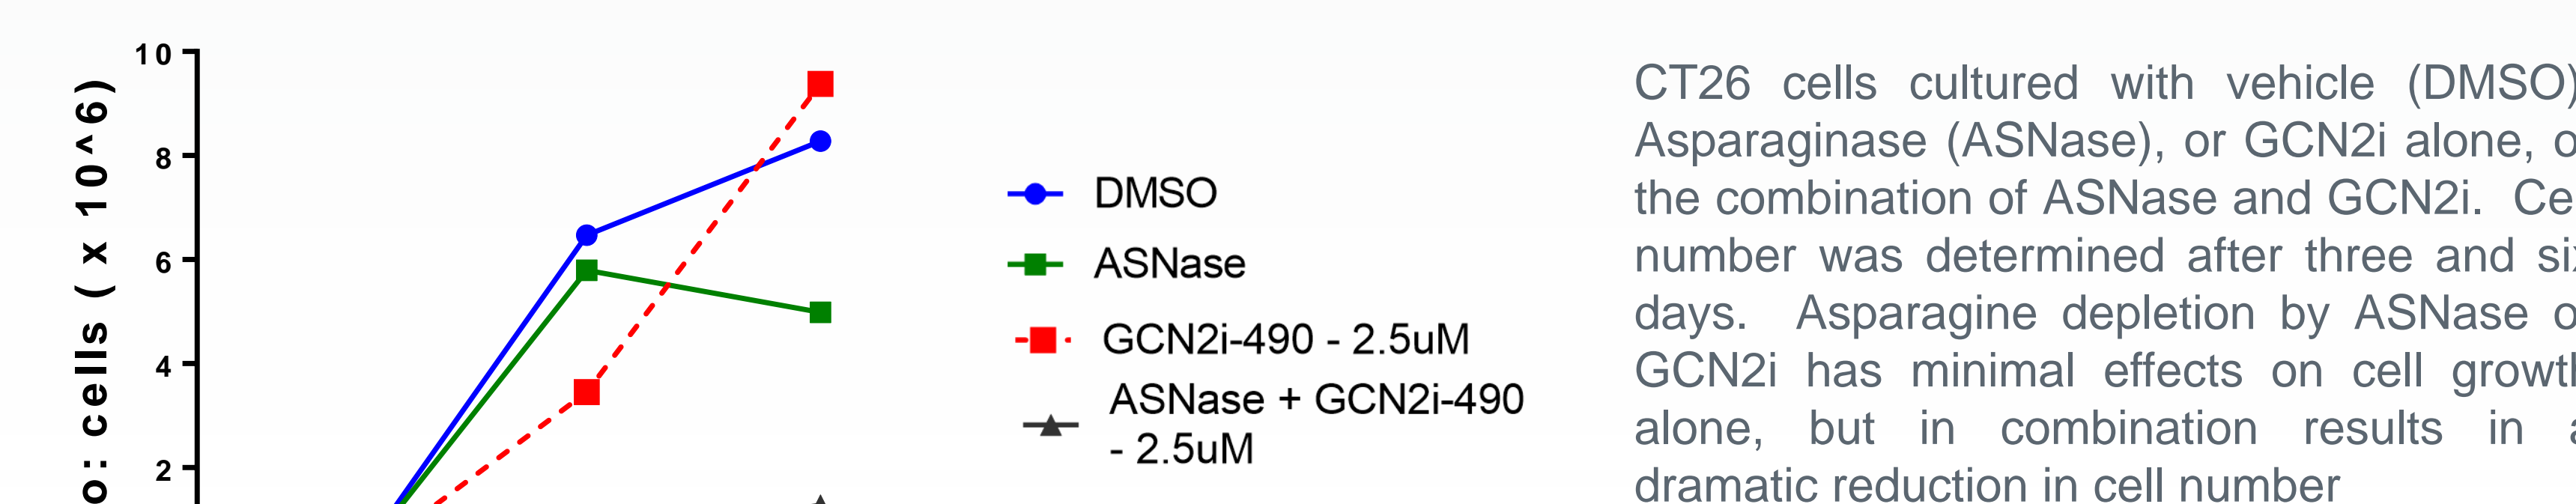 10
8
6
4
2
o: cells ( x 10^6)
DMSO
ASNase
GCN2i-490 - 2.5uM
ASNase + GCN2i-490
- 2.5uM
CT26 cells cultured with vehicle (DMSO)
Asparaginase (ASNase), or GCN2i alone, o
the combination of ASNase and GCN2i. Ce
number was determined after three and six
days. Asparagine depletion by ASNase o
GCN2i has minimal effects on cell growth
alone, but in combination results in a
dramatic reduction in cell number